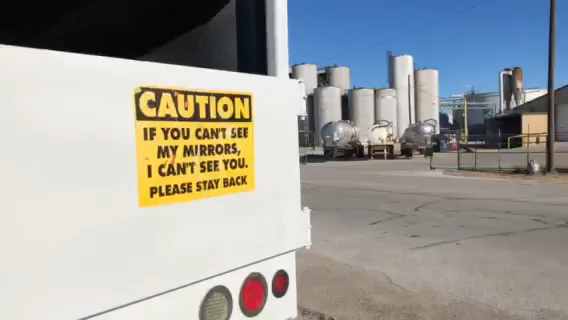 CAUTION
IF YOU CAN'T SEE
MY MIRRORS,
I CAN'T SEE YOU.
PLEASE STAY BACK